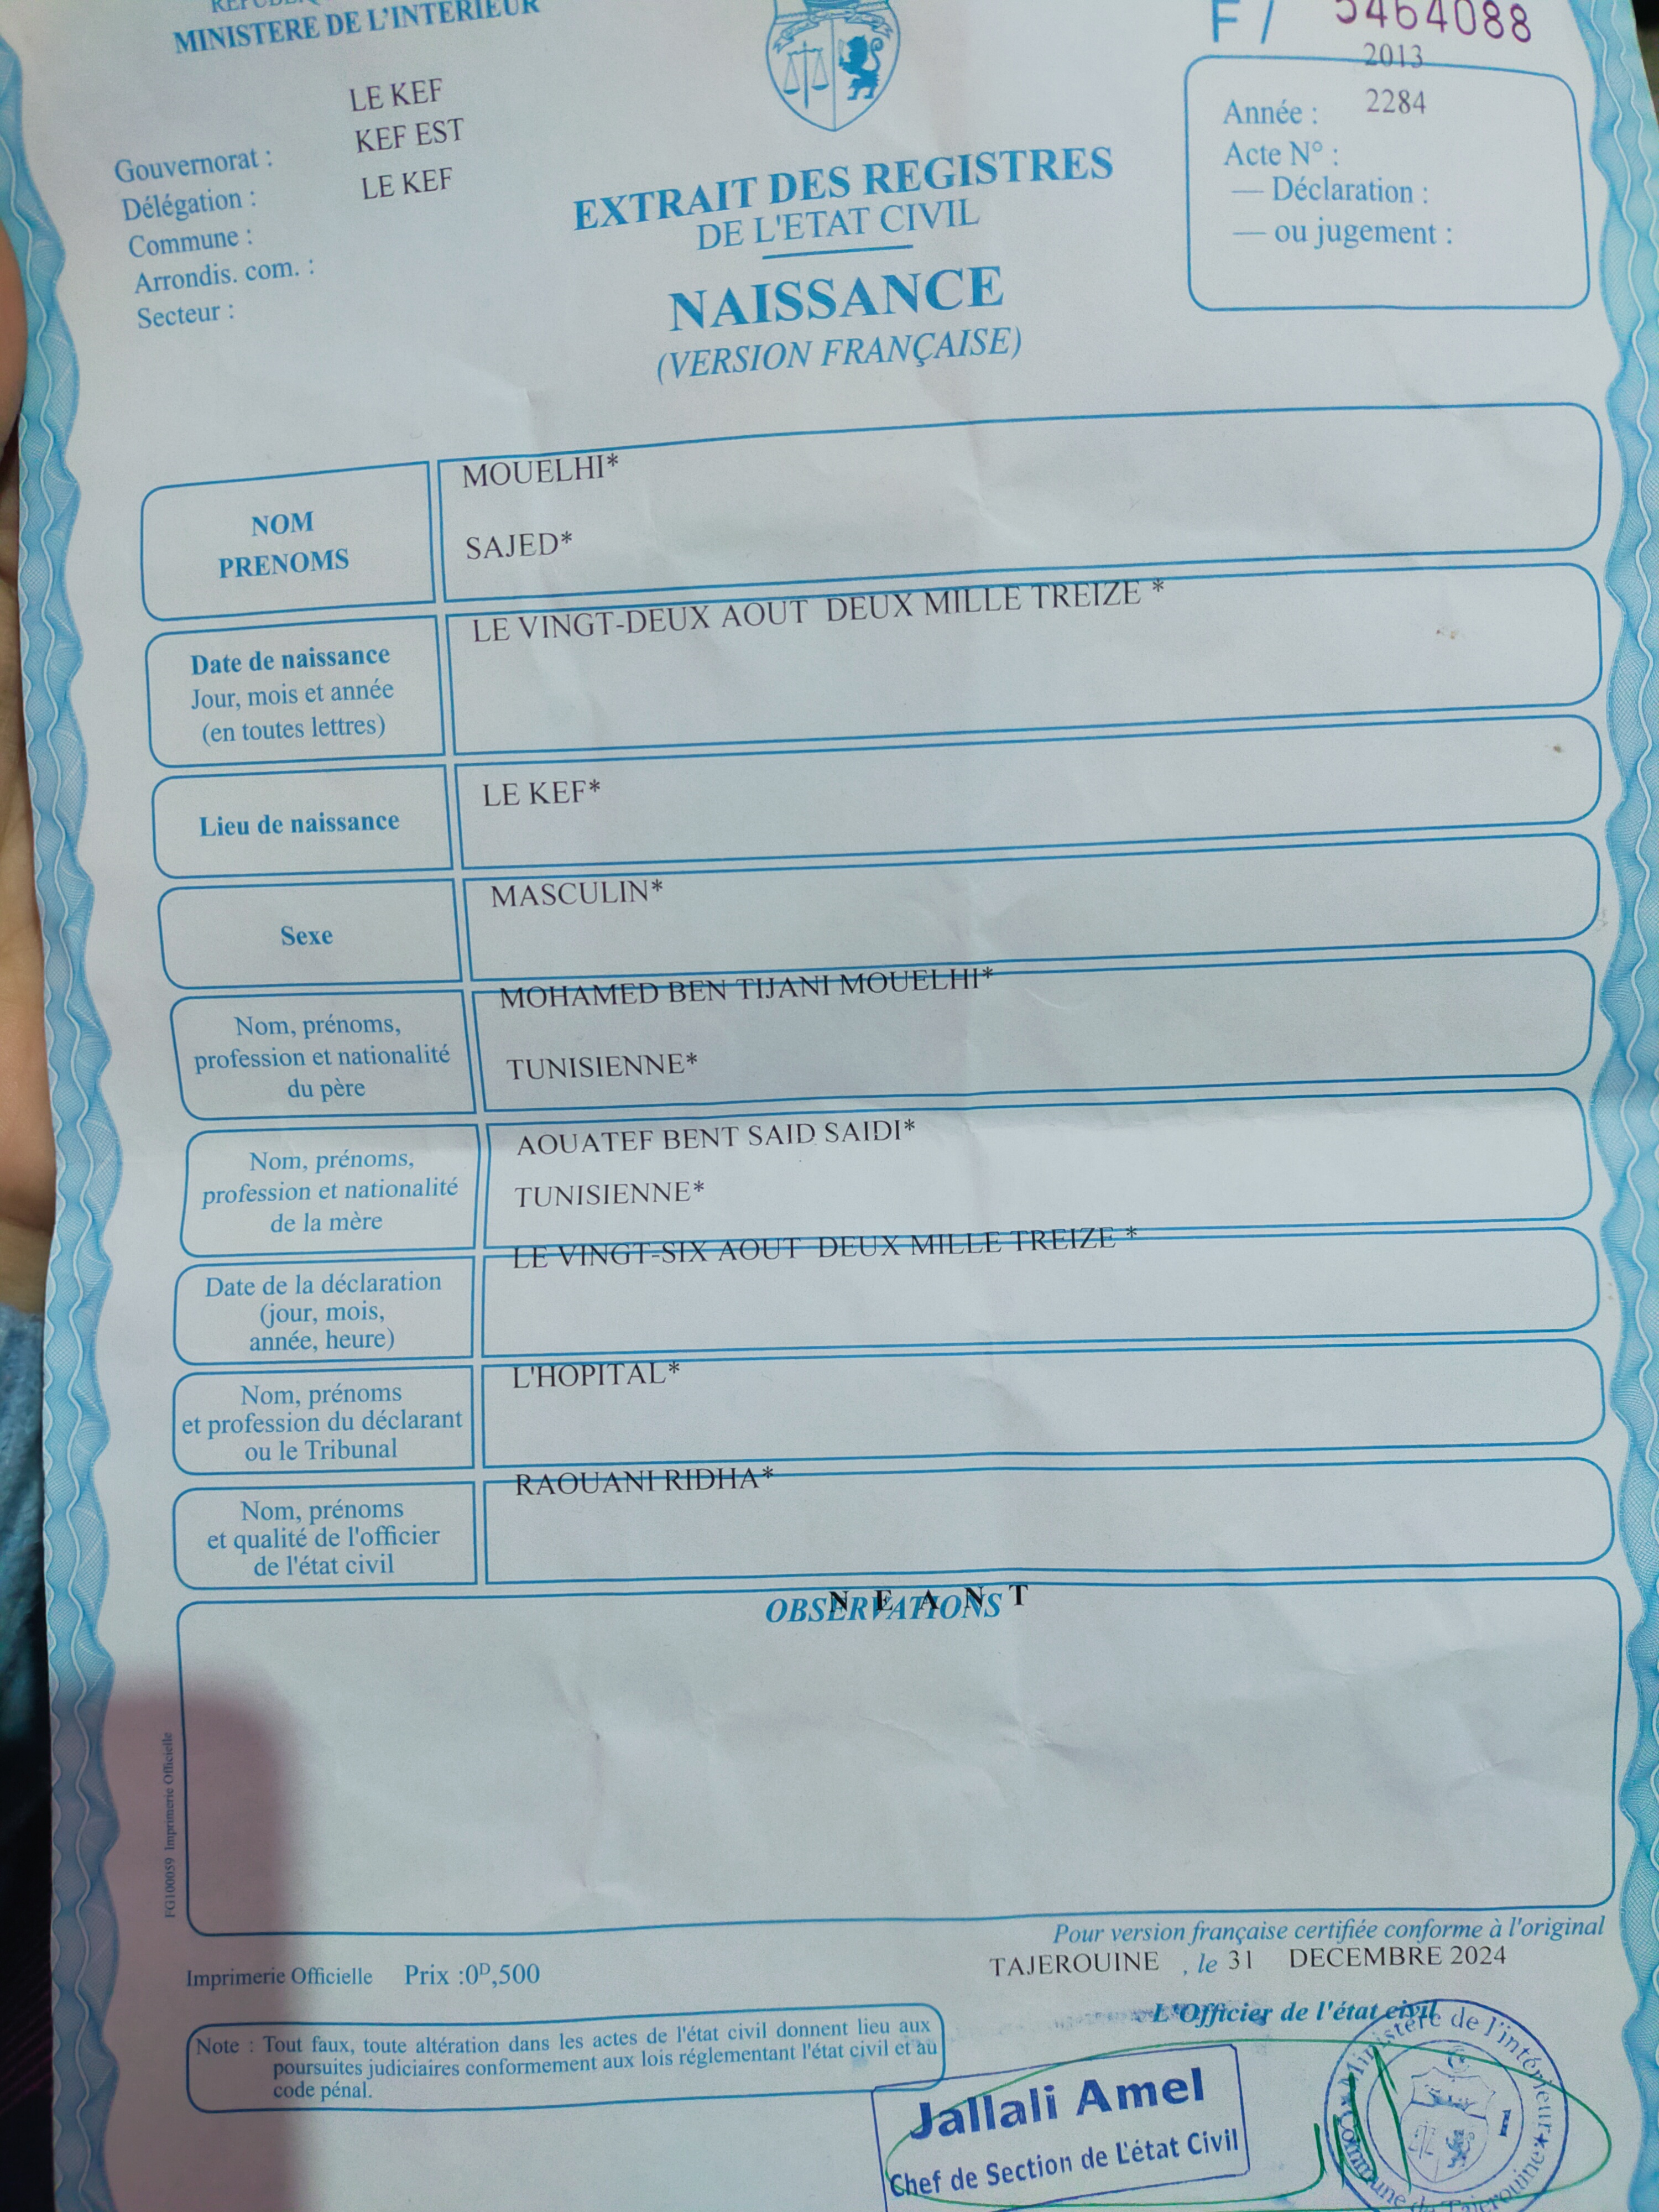 MINISTERE DE L'INTERIEUR
F / 5464088
LE KEF
KEF EST
LE KEF
Gouvernorat :
Délégation :
Commune :
Arrondis. com. :
Secteur :
EXTRAIT DES REGISTRES
DE L'ETAT CIVIL
NAISSANCE
(VERSION FRANÇAISE)
2013
Année : 2284
Acte N° :
— Déclaration :
— ou jugement :
NOM
PRENOMS
MOUELHI*
SAJED*
Date de naissance
Jour, mois et année
(en toutes lettres)
LE VINGT-DEUX AOUT DEUX MILLE TREIZE *
Lieu de naissance
LE KEF*
Sexe
MASCULIN*
Nom, prénoms,
profession et nationalité
du père
MOHAMED BEN TIJANI MOUELHI*
TUNISIENNE*
Nom, prénoms,
profession et nationalité
de la mère
AOUATEF BENT SAID SAIDI*
TUNISIENNE*
Date de la déclaration
(jour, mois,
année, heure)
LE VINGT-SIX AOUT DEUX MILLE TREIZE *
Nom, prénoms
et profession du déclarant
ou le Tribunal
L'HOPITAL*
Nom, prénoms
et qualité de l'officier
de l'état civil
RAOUANI RIDHA*
OBSERVATIONS
N E A N T
FG100059 Imprimerie Officielle
Pour version française certifiée conforme à l'original
TAJEROUINE , le 31 DECEMBRE 2024
Imprimerie Officielle Prix :0ᴰ,500
L'Officier de l'état civil
Note : Tout faux, toute altération dans les actes de l'état civil donnent lieu aux
poursuites judiciaires conformement aux lois réglementant l'état civil et au
code pénal.
Jallali Amel
Chef de Section de L'état Civil
Ministère de l'intérieur
Commune de Tajerouine
1